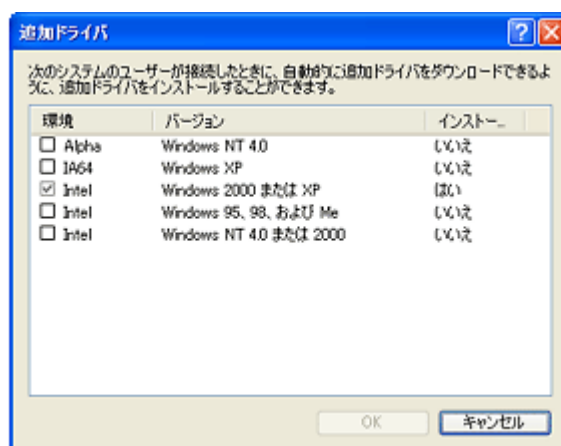 追加ドライバ
次のシステムのユーザーが接続したときに、自動的に追加ドライバをダウンロードできるよ
うに、追加ドライバをインストールすることができます。
環境 バージョン インストー...
Alpha Windows NT 4.0 いいえ
IA64 Windows XP いいえ
Intel Windows 2000 または XP はい
Intel Windows 95、98、および Me いいえ
Intel Windows NT 4.0 または 2000 いいえ
OK キャンセル